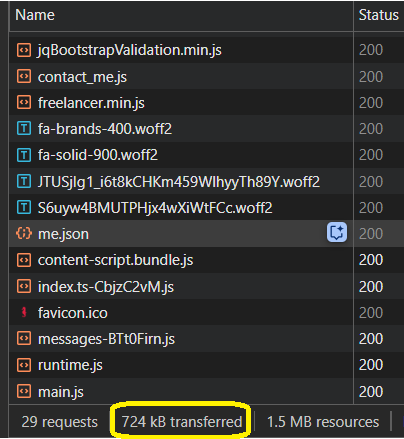 Name Status
jqBootstrapValidation.min.js 200
contact_me.js 200
freelancer.min.js 200
fa-brands-400.woff2 200
fa-solid-900.woff2 200
JTUSjIg1_i6t8kCHKm459WlhyyTh89Y.woff2 200
S6uyw4BMUTPHjx4wXiWtFCc.woff2 200
me.json 200
content-script.bundle.js 200
index.ts-CbjzC2vM.js 200
favicon.ico 200
messages-BTt0Firn.js 200
runtime.js 200
main.js 200
29 requests 724 kB transferred 1.5 MB resources